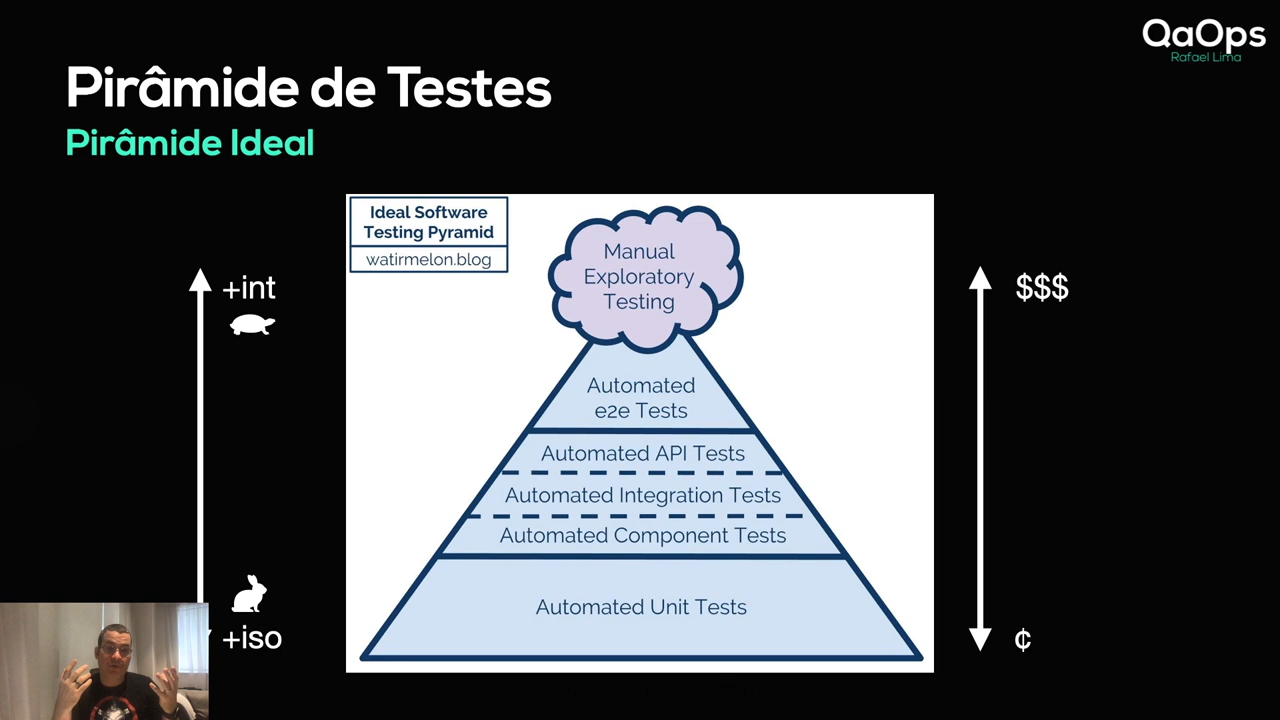 QaOps
Rafael Lima
Pirâmide de Testes
Pirâmide Ideal
Ideal Software
Testing Pyramid
watirmelon.blog
Manual
Exploratory
Testing
Automated
e2e Tests
Automated API Tests
Automated Integration Tests
Automated Component Tests
Automated Unit Tests
+int
+iso
$$$
¢